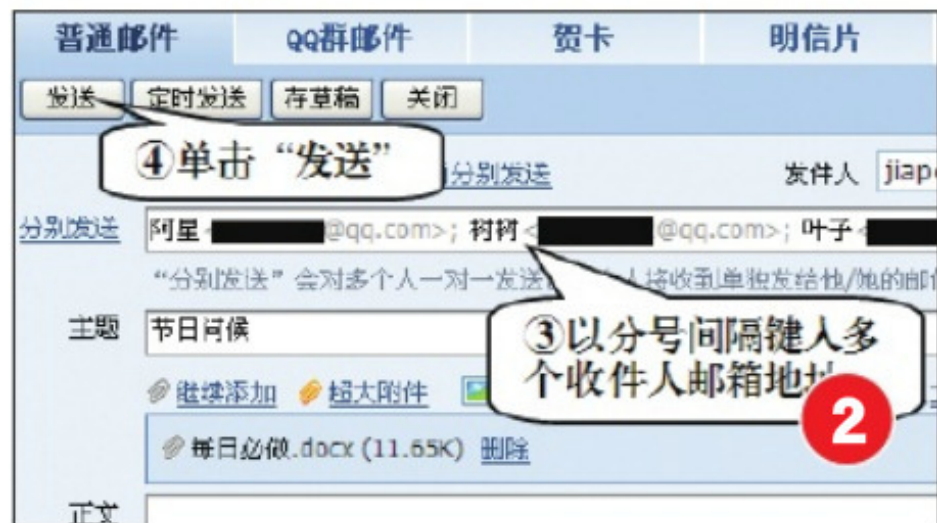 普通邮件 QQ群邮件 贺卡 明信片
发送 定时发送 存草稿 关闭
④单击“发送”
分别发送 发件人 jiap
分别发送 阿星< @qq.com>; 树树< @qq.com>; 叶子<
“分别发送”会对多个人一对一发送 人接收到单独发给他/她的邮
主题 节日问候
③以分号间隔键入多
个收件人邮箱地址
继续添加 超大附件
2
每日必做.docx (11.65K) 删除
正文